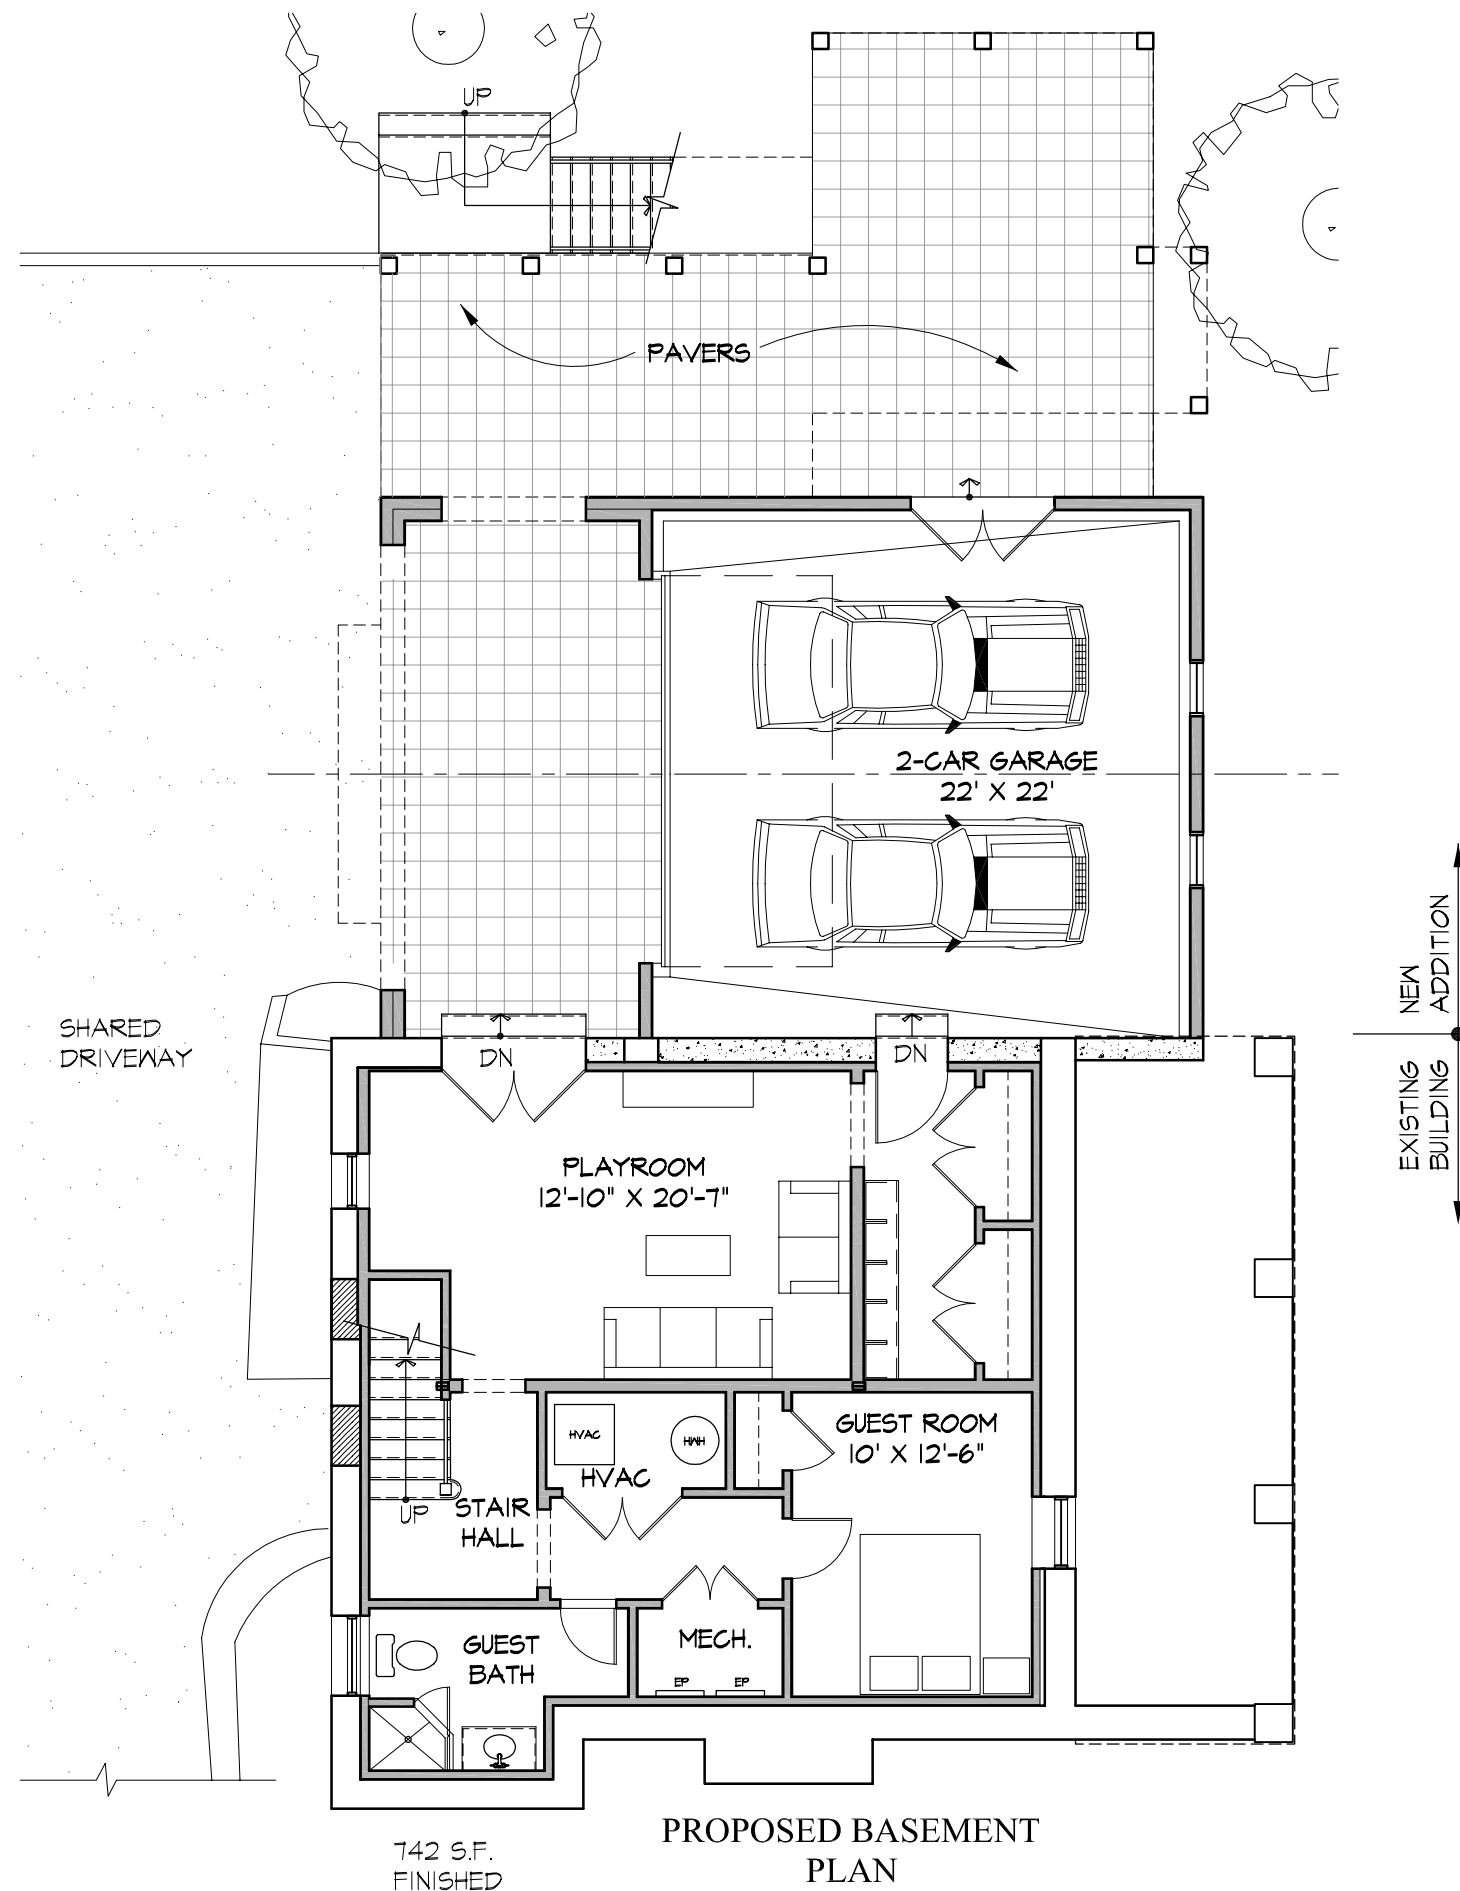 UP
PAVERS
2-CAR GARAGE
22' X 22'
NEW
ADDITION
SHARED
DRIVEWAY
DN
DN
EXISTING
BUILDING
PLAYROOM
12'-10" X 20'-7"
GUEST ROOM
10' X 12'-6"
HVAC
HWH
HVAC
UP
STAIR
HALL
GUEST
BATH
MECH.
EP
EP
PROPOSED BASEMENT
PLAN
742 S.F.
FINISHED